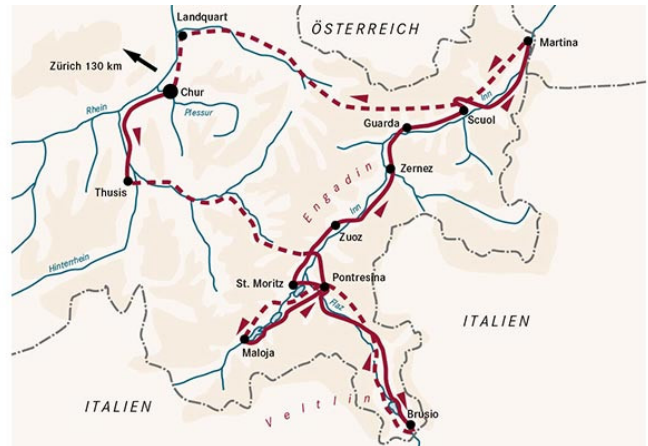 Landquart
ÖSTERREICH
Martina
Zürich 130 km
Chur
Inn
Rhein
Plessur
Guarda
Scuol
Zernez
Thusis
Engadin
Inn
Zuoz
Hinterrhein
St. Moritz
Pontresina
Flaz
ITALIEN
Maloja
ITALIEN
Veltlin
Brusio